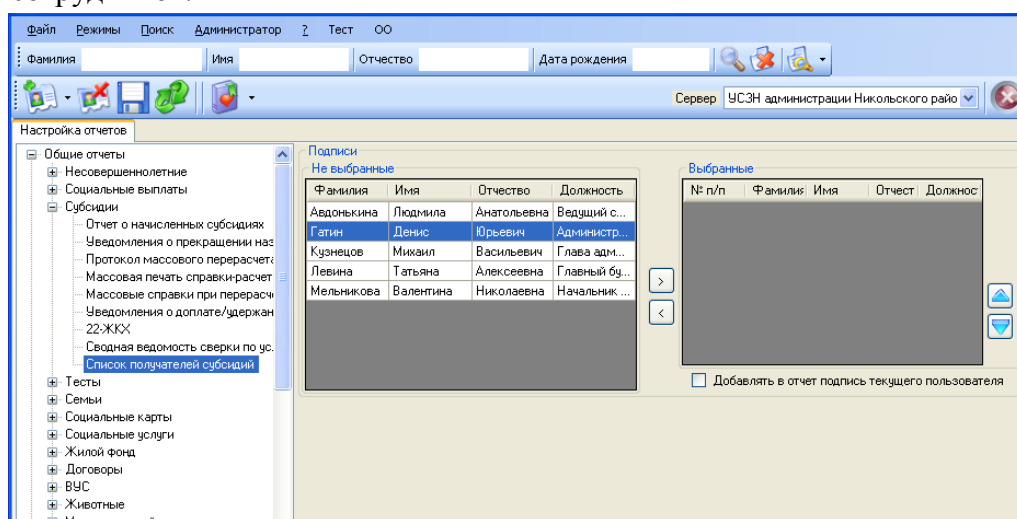 Файл Режимы Поиск Администратор ? Тест ОО
Фамилия Имя Отчество Дата рождения
Сервер УСЗН администрации Никольского райо
Настройка отчетов
Общие отчеты
Несовершеннолетние
Социальные выплаты
Субсидии
Отчет о начисленных субсидиях
Уведомления о прекращении наз
Протокол массового перерасчета
Массовая печать справки-расчет
Массовые справки при перерасч
Уведомления о доплате/удержан
22-ЖКХ
Сводная ведомость сверки по ус.
Список получателей субсидий
Тесты
Семьи
Социальные карты
Социальные услуги
Жилой фонд
Договоры
ВУС
Животные
Подписи
Не выбранные
Фамилия Имя Отчество Должность
Авдонькина Людмила Анатольевна Ведущий с...
Гатин Денис Юрьевич Администр...
Кузнецов Михаил Васильевич Глава адм...
Левина Татьяна Алексеевна Главный бу...
Мельникова Валентина Николаевна Начальник ...
>
<
Выбранные
№ п/п Фамилия Имя Отчест Должнос
Добавлять в отчет подпись текущего пользователя